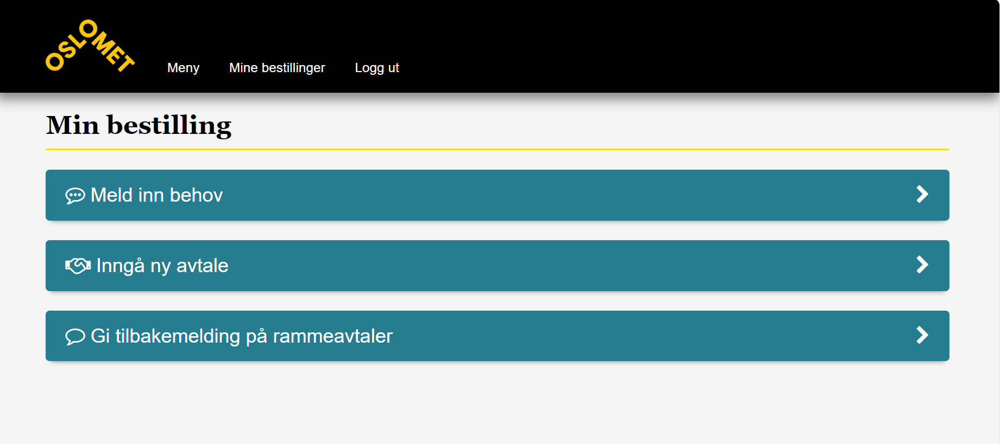 OSLOMET
Meny Mine bestillinger Logg ut
Min bestilling
Meld inn behov
Inngå ny avtale
Gi tilbakemelding på rammeavtaler